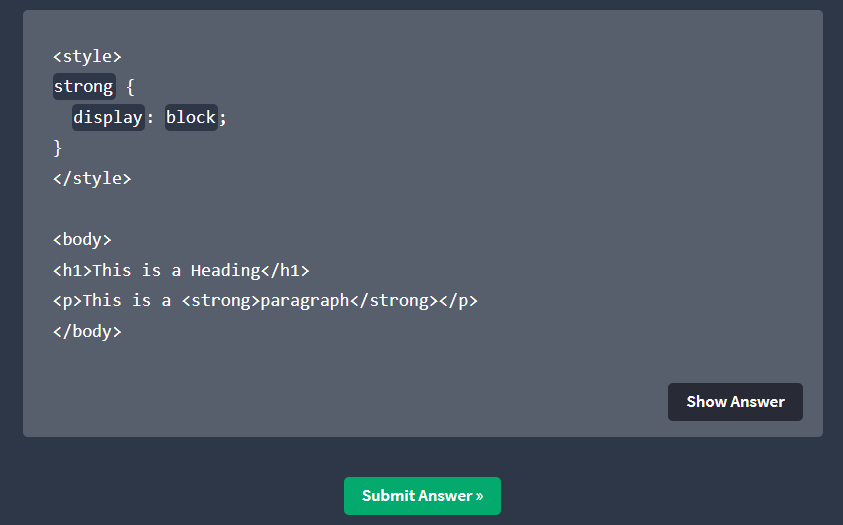 <style>
strong {
  display: block;
}
</style>

<body>
<h1>This is a Heading</h1>
<p>This is a <strong>paragraph</strong></p>
</body>
Show Answer
Submit Answer »